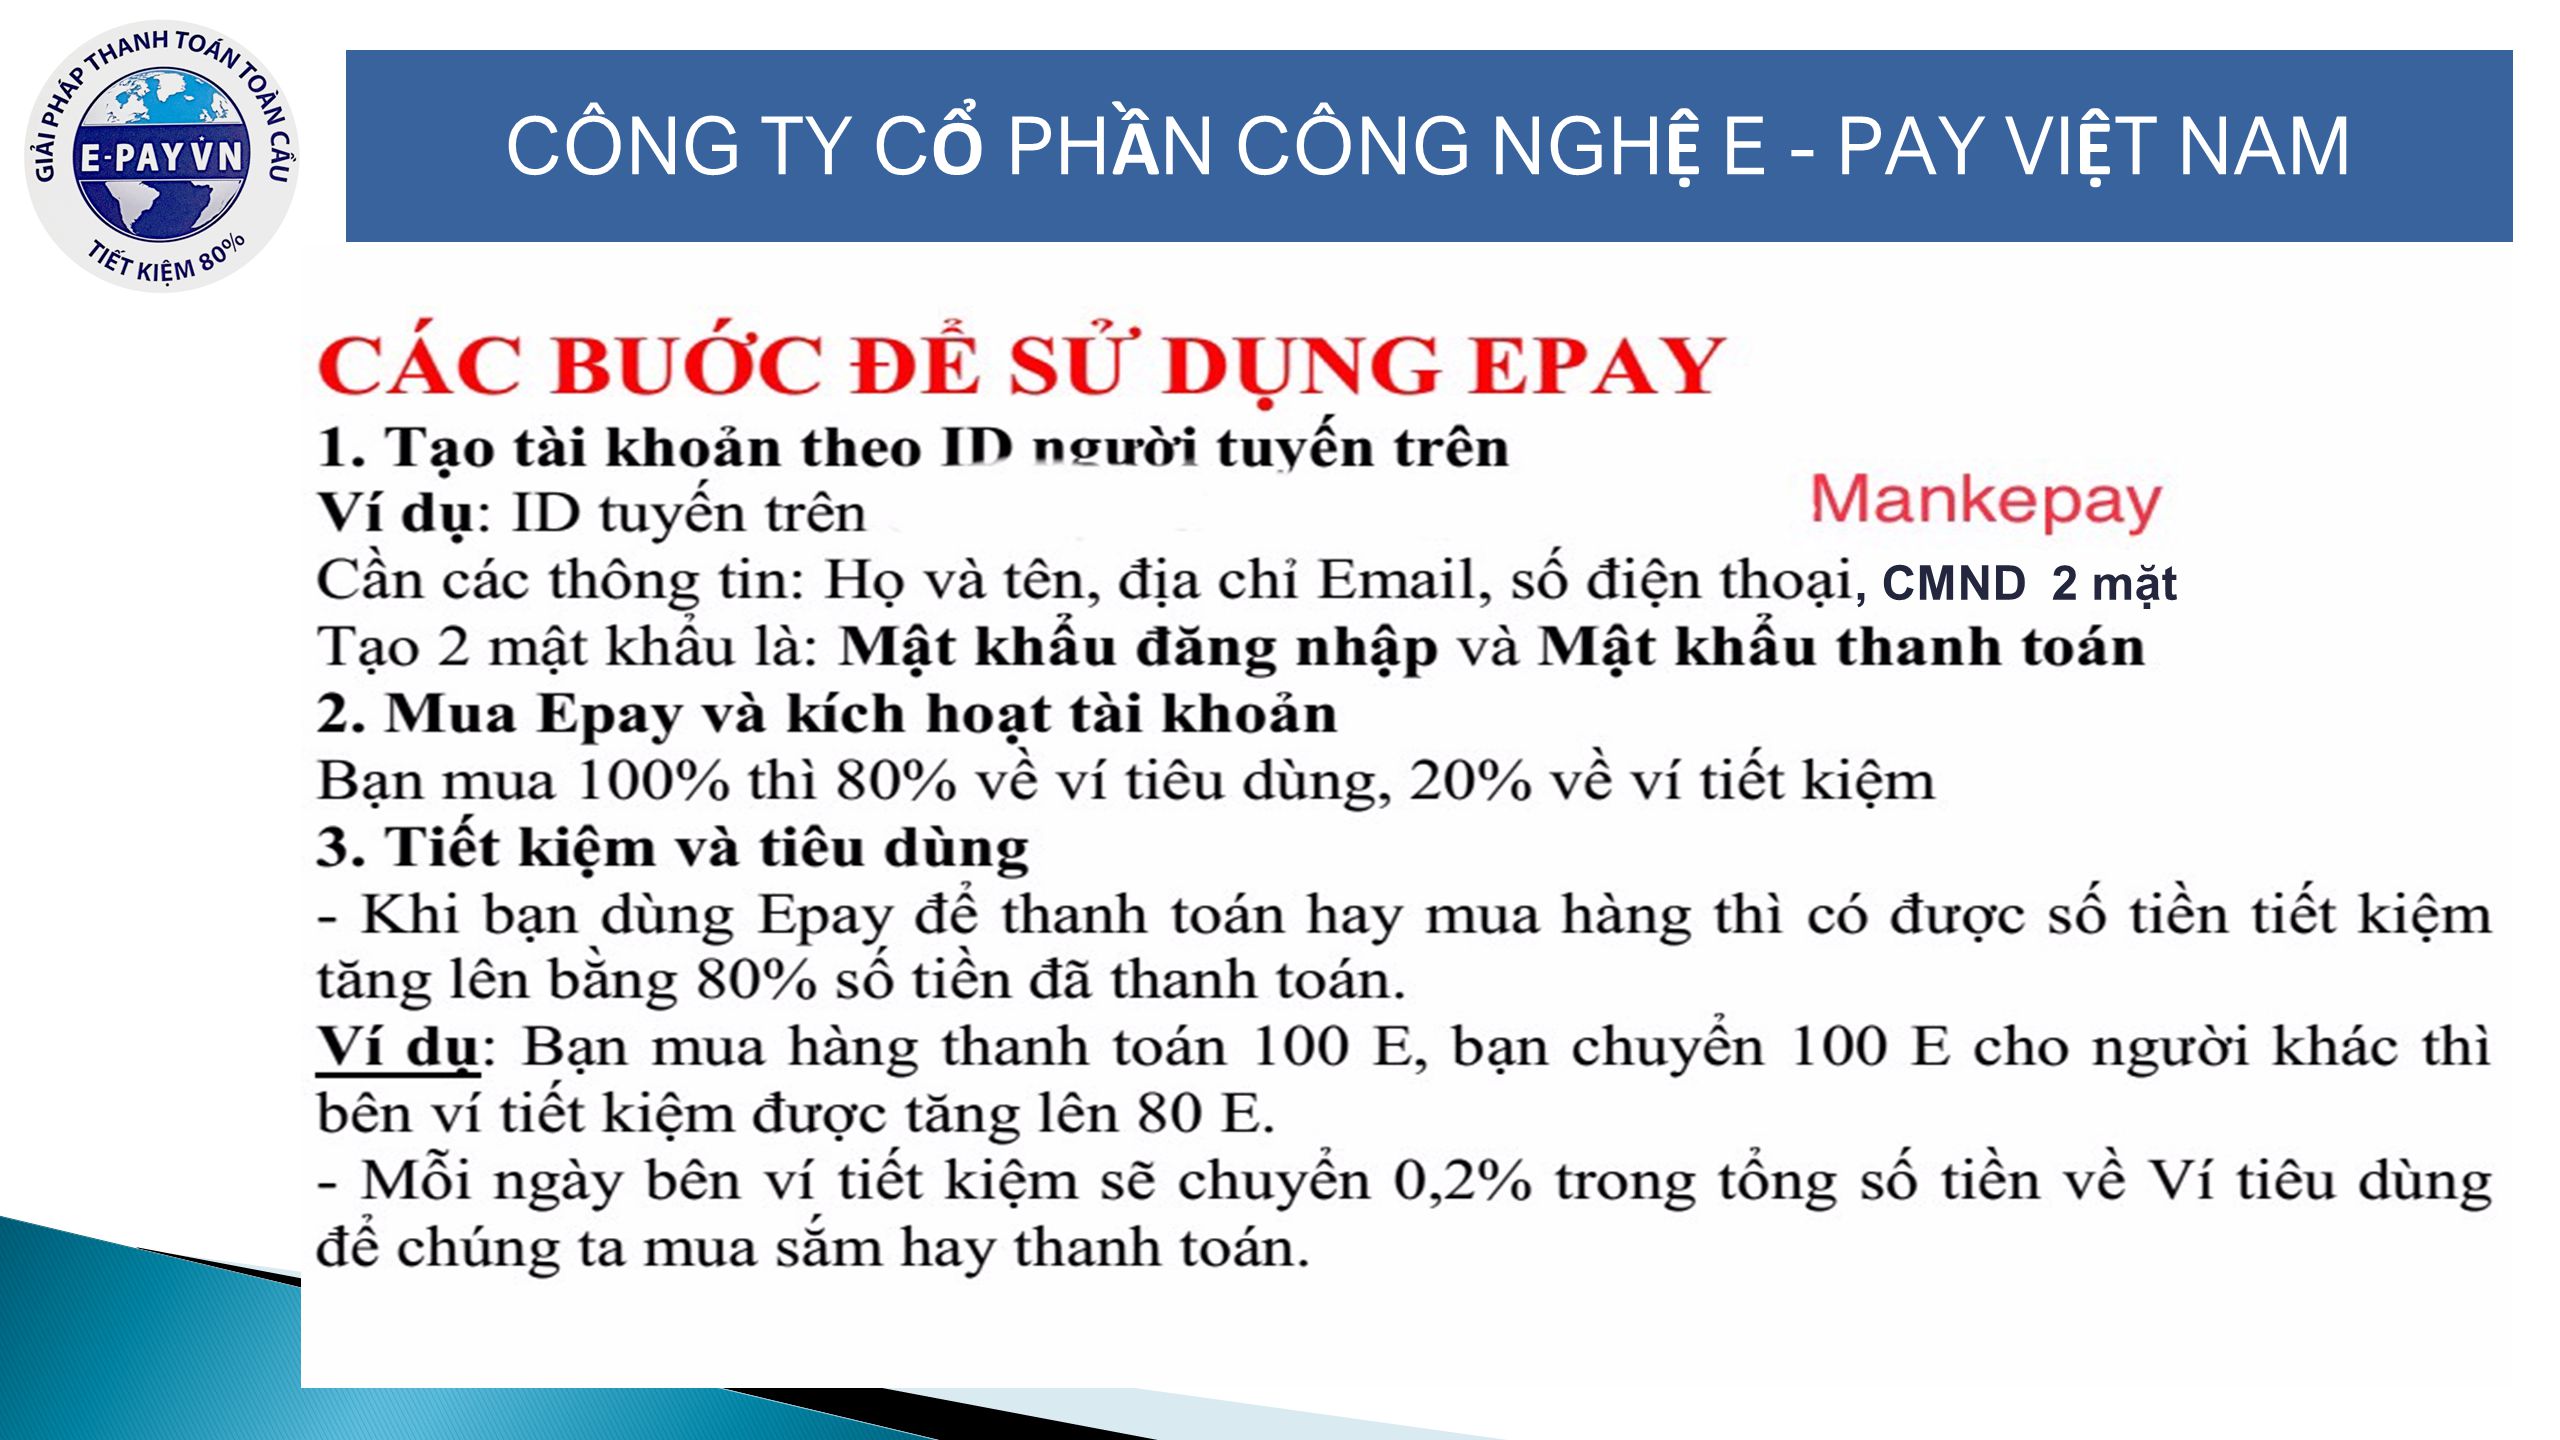 GIẢI PHÁP THANH TOÁN TOÀN CẦU
E-PAY VN
TIẾT KIỆM 80%
CÔNG TY CỔ PHẦN CÔNG NGHỆ E - PAY VIỆT NAM
CÁC BƯỚC ĐỂ SỬ DỤNG EPAY
1. Tạo tài khoản theo ID người tuyến trên
Ví dụ: ID tuyến trên
Mankepay
Cần các thông tin: Họ và tên, địa chỉ Email, số điện thoại, CMND 2 mặt
Tạo 2 mật khẩu là: Mật khẩu đăng nhập và Mật khẩu thanh toán
2. Mua Epay và kích hoạt tài khoản
Bạn mua 100% thì 80% về ví tiêu dùng, 20% về ví tiết kiệm
3. Tiết kiệm và tiêu dùng
- Khi bạn dùng Epay để thanh toán hay mua hàng thì có được số tiền tiết kiệm
tăng lên bằng 80% số tiền đã thanh toán.
Ví dụ: Bạn mua hàng thanh toán 100 E, bạn chuyển 100 E cho người khác thì
bên ví tiết kiệm được tăng lên 80 E.
- Mỗi ngày bên ví tiết kiệm sẽ chuyển 0,2% trong tổng số tiền về Ví tiêu dùng
để chúng ta mua sắm hay thanh toán.